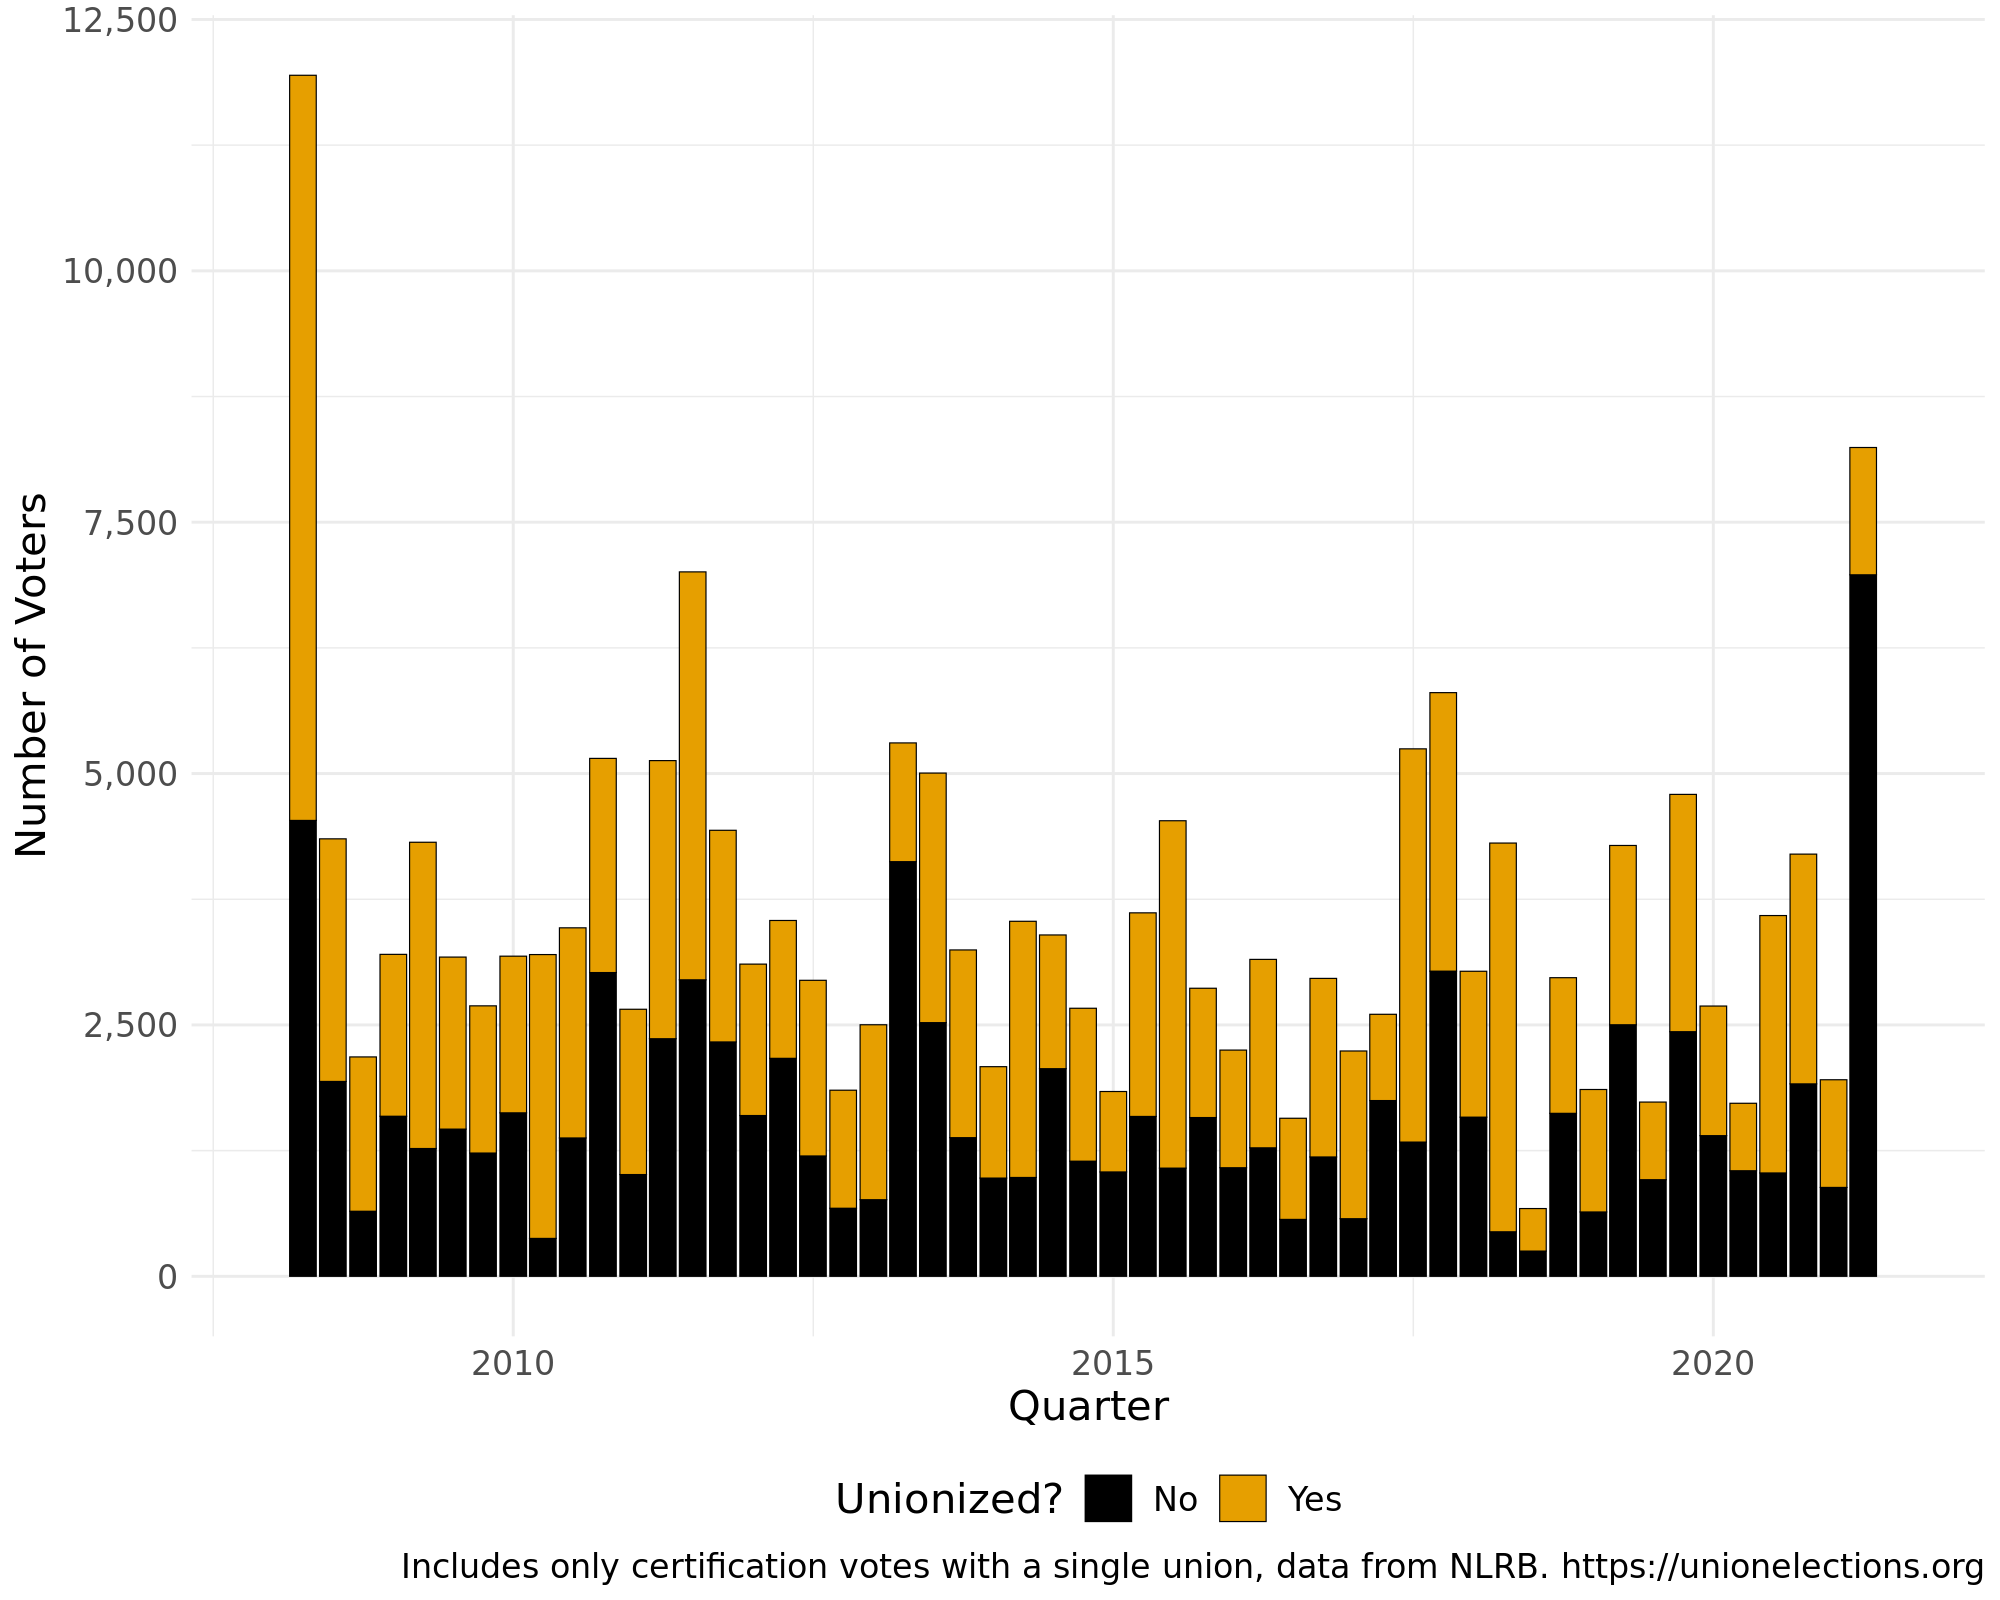 12,500
10,000
7,500
5,000
2,500
0
Number of Voters
2010
2015
2020
Quarter
Unionized? No Yes
Includes only certification votes with a single union, data from NLRB. https://unionelections.org